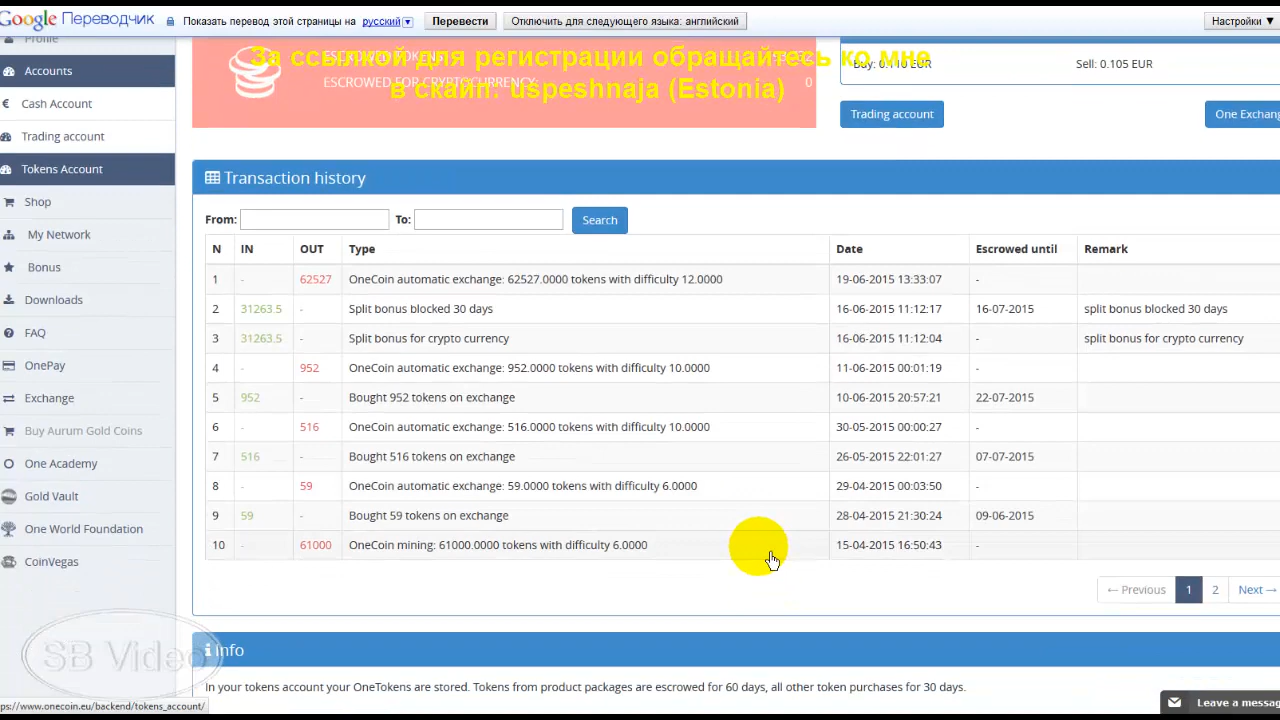 Google Переводчик Показать перевод этой страницы на русский Перевести Отключить для следующего языка: английский Настройки
За ссылкой для регистрации обращайтесь ко мне
в скайп: uspeshnaja (Estonia)
ESCROWED FOR CRYPTOCURRENCY 0
Buy: 0.110 EUR Sell: 0.105 EUR
Trading account One Exchang
Profile
Accounts
Cash Account
Trading account
Tokens Account
Shop
My Network
Bonus
Downloads
FAQ
OnePay
Exchange
Buy Aurum Gold Coins
One Academy
Gold Vault
One World Foundation
CoinVegas
Transaction history
From: To: Search
N IN OUT Type Date Escrowed until Remark
1 - 62527 OneCoin automatic exchange: 62527.0000 tokens with difficulty 12.0000 19-06-2015 13:33:07 -
2 31263.5 - Split bonus blocked 30 days 16-06-2015 11:12:17 16-07-2015 split bonus blocked 30 days
3 31263.5 - Split bonus for crypto currency 16-06-2015 11:12:04 - split bonus for crypto currency
4 - 952 OneCoin automatic exchange: 952.0000 tokens with difficulty 10.0000 11-06-2015 00:01:19 -
5 952 - Bought 952 tokens on exchange 10-06-2015 20:57:21 22-07-2015
6 - 516 OneCoin automatic exchange: 516.0000 tokens with difficulty 10.0000 30-05-2015 00:00:27 -
7 516 - Bought 516 tokens on exchange 26-05-2015 22:01:27 07-07-2015
8 - 59 OneCoin automatic exchange: 59.0000 tokens with difficulty 6.0000 29-04-2015 00:03:50 -
9 59 - Bought 59 tokens on exchange 28-04-2015 21:30:24 09-06-2015
10 - 61000 OneCoin mining: 61000.0000 tokens with difficulty 6.0000 15-04-2015 16:50:43 -
← Previous 1 2 Next →
Info
In your tokens account your OneTokens are stored. Tokens from product packages are escrowed for 60 days, all other token purchases for 30 days.
SB Video
ps://www.onecoin.eu/backend/tokens_account/
Leave a messag